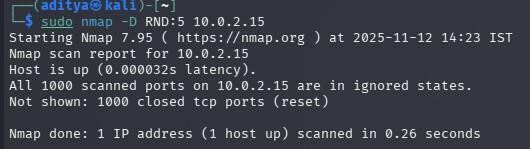 (aditya㉿kali)-[~]
$ sudo nmap -D RND:5 10.0.2.15
Starting Nmap 7.95 ( https://nmap.org ) at 2025-11-12 14:23 IST
Nmap scan report for 10.0.2.15
Host is up (0.000032s latency).
All 1000 scanned ports on 10.0.2.15 are in ignored states.
Not shown: 1000 closed tcp ports (reset)
Nmap done: 1 IP address (1 host up) scanned in 0.26 seconds